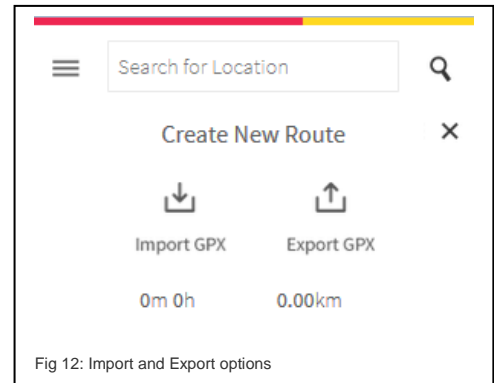 Search for Location
Create New Route
Import GPX Export GPX
0m 0h 0.00km
Fig 12: Import and Export options